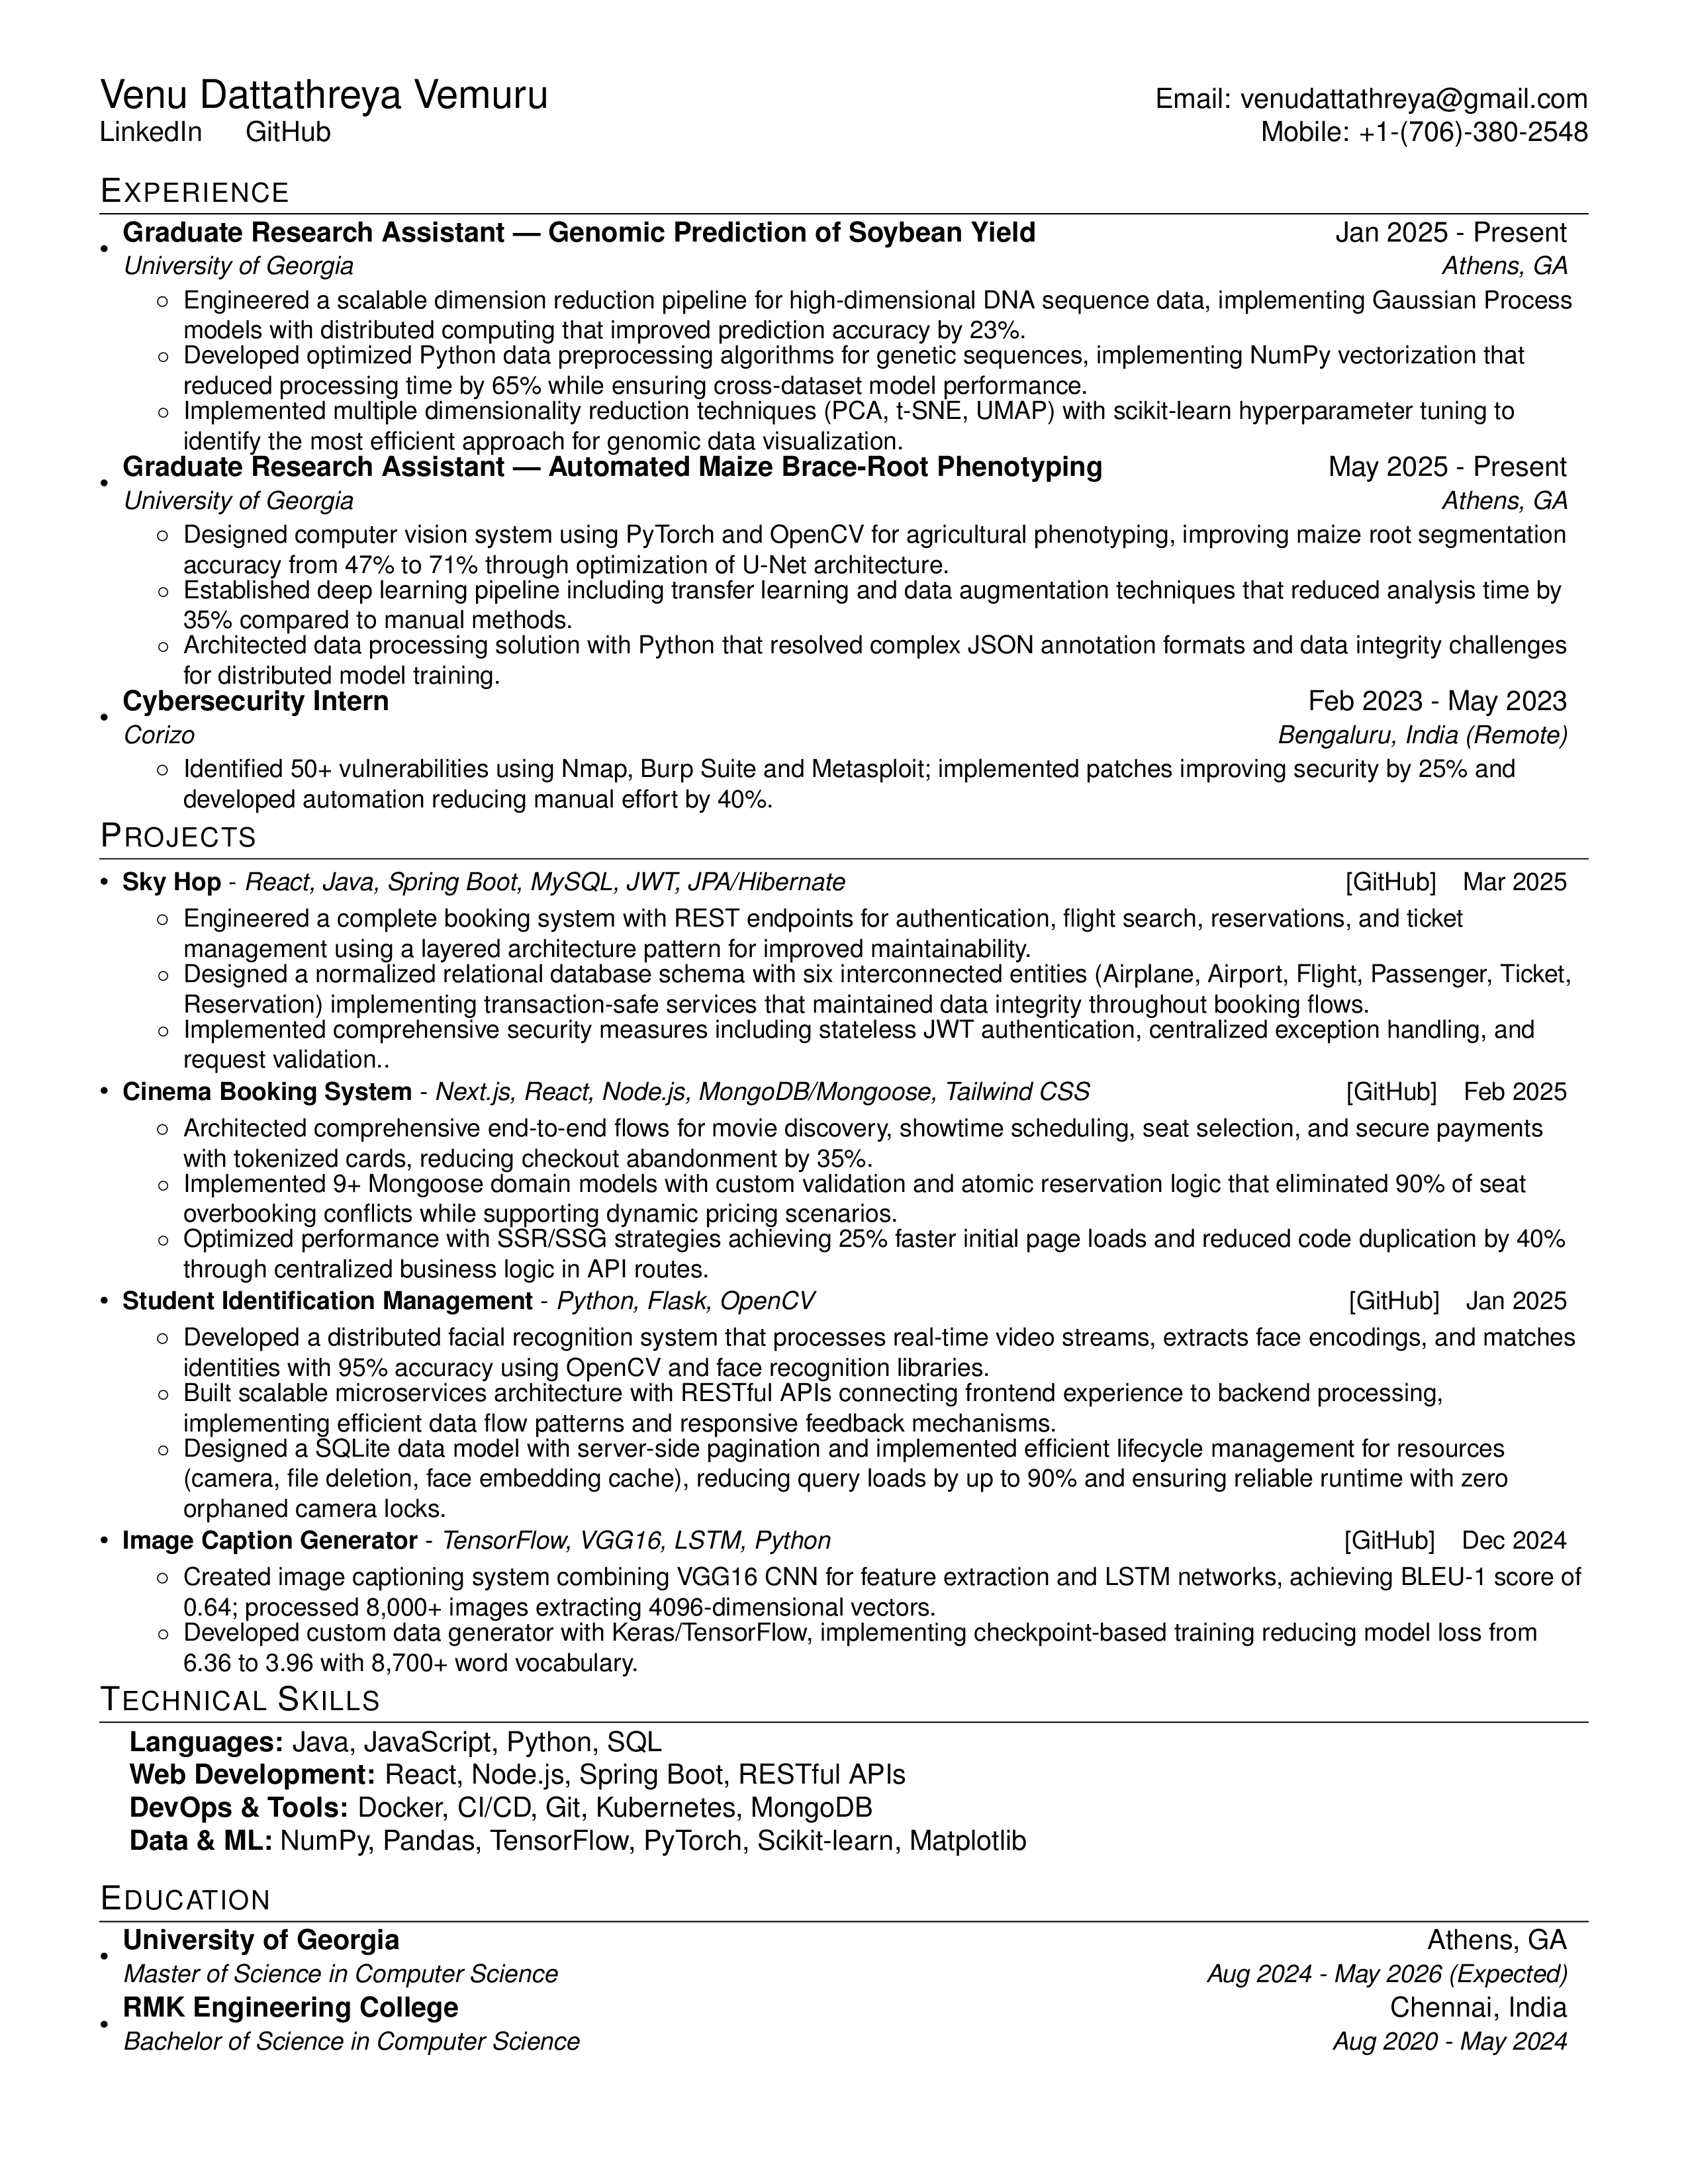 Venu Dattathreya Vemuru
Email: venudattathreya@gmail.com
LinkedIn GitHub
Mobile: +1-(706)-380-2548
EXPERIENCE
• Graduate Research Assistant — Genomic Prediction of Soybean Yield Jan 2025 - Present
University of Georgia Athens, GA
○ Engineered a scalable dimension reduction pipeline for high-dimensional DNA sequence data, implementing Gaussian Process
models with distributed computing that improved prediction accuracy by 23%.
○ Developed optimized Python data preprocessing algorithms for genetic sequences, implementing NumPy vectorization that
reduced processing time by 65% while ensuring cross-dataset model performance.
○ Implemented multiple dimensionality reduction techniques (PCA, t-SNE, UMAP) with scikit-learn hyperparameter tuning to
identify the most efficient approach for genomic data visualization.
• Graduate Research Assistant — Automated Maize Brace-Root Phenotyping May 2025 - Present
University of Georgia Athens, GA
○ Designed computer vision system using PyTorch and OpenCV for agricultural phenotyping, improving maize root segmentation
accuracy from 47% to 71% through optimization of U-Net architecture.
○ Established deep learning pipeline including transfer learning and data augmentation techniques that reduced analysis time by
35% compared to manual methods.
○ Architected data processing solution with Python that resolved complex JSON annotation formats and data integrity challenges
for distributed model training.
• Cybersecurity Intern Feb 2023 - May 2023
Corizo Bengaluru, India (Remote)
○ Identified 50+ vulnerabilities using Nmap, Burp Suite and Metasploit; implemented patches improving security by 25% and
developed automation reducing manual effort by 40%.
PROJECTS
• Sky Hop - React, Java, Spring Boot, MySQL, JWT, JPA/Hibernate [GitHub] Mar 2025
○ Engineered a complete booking system with REST endpoints for authentication, flight search, reservations, and ticket
management using a layered architecture pattern for improved maintainability.
○ Designed a normalized relational database schema with six interconnected entities (Airplane, Airport, Flight, Passenger, Ticket,
Reservation) implementing transaction-safe services that maintained data integrity throughout booking flows.
○ Implemented comprehensive security measures including stateless JWT authentication, centralized exception handling, and
request validation..
• Cinema Booking System - Next.js, React, Node.js, MongoDB/Mongoose, Tailwind CSS [GitHub] Feb 2025
○ Architected comprehensive end-to-end flows for movie discovery, showtime scheduling, seat selection, and secure payments
with tokenized cards, reducing checkout abandonment by 35%.
○ Implemented 9+ Mongoose domain models with custom validation and atomic reservation logic that eliminated 90% of seat
overbooking conflicts while supporting dynamic pricing scenarios.
○ Optimized performance with SSR/SSG strategies achieving 25% faster initial page loads and reduced code duplication by 40%
through centralized business logic in API routes.
• Student Identification Management - Python, Flask, OpenCV [GitHub] Jan 2025
○ Developed a distributed facial recognition system that processes real-time video streams, extracts face encodings, and matches
identities with 95% accuracy using OpenCV and face recognition libraries.
○ Built scalable microservices architecture with RESTful APIs connecting frontend experience to backend processing,
implementing efficient data flow patterns and responsive feedback mechanisms.
○ Designed a SQLite data model with server-side pagination and implemented efficient lifecycle management for resources
(camera, file deletion, face embedding cache), reducing query loads by up to 90% and ensuring reliable runtime with zero
orphaned camera locks.
• Image Caption Generator - TensorFlow, VGG16, LSTM, Python [GitHub] Dec 2024
○ Created image captioning system combining VGG16 CNN for feature extraction and LSTM networks, achieving BLEU-1 score of
0.64; processed 8,000+ images extracting 4096-dimensional vectors.
○ Developed custom data generator with Keras/TensorFlow, implementing checkpoint-based training reducing model loss from
6.36 to 3.96 with 8,700+ word vocabulary.
TECHNICAL SKILLS
Languages: Java, JavaScript, Python, SQL
Web Development: React, Node.js, Spring Boot, RESTful APIs
DevOps & Tools: Docker, CI/CD, Git, Kubernetes, MongoDB
Data & ML: NumPy, Pandas, TensorFlow, PyTorch, Scikit-learn, Matplotlib
EDUCATION
• University of Georgia Athens, GA
Master of Science in Computer Science Aug 2024 - May 2026 (Expected)
• RMK Engineering College Chennai, India
Bachelor of Science in Computer Science Aug 2020 - May 2024